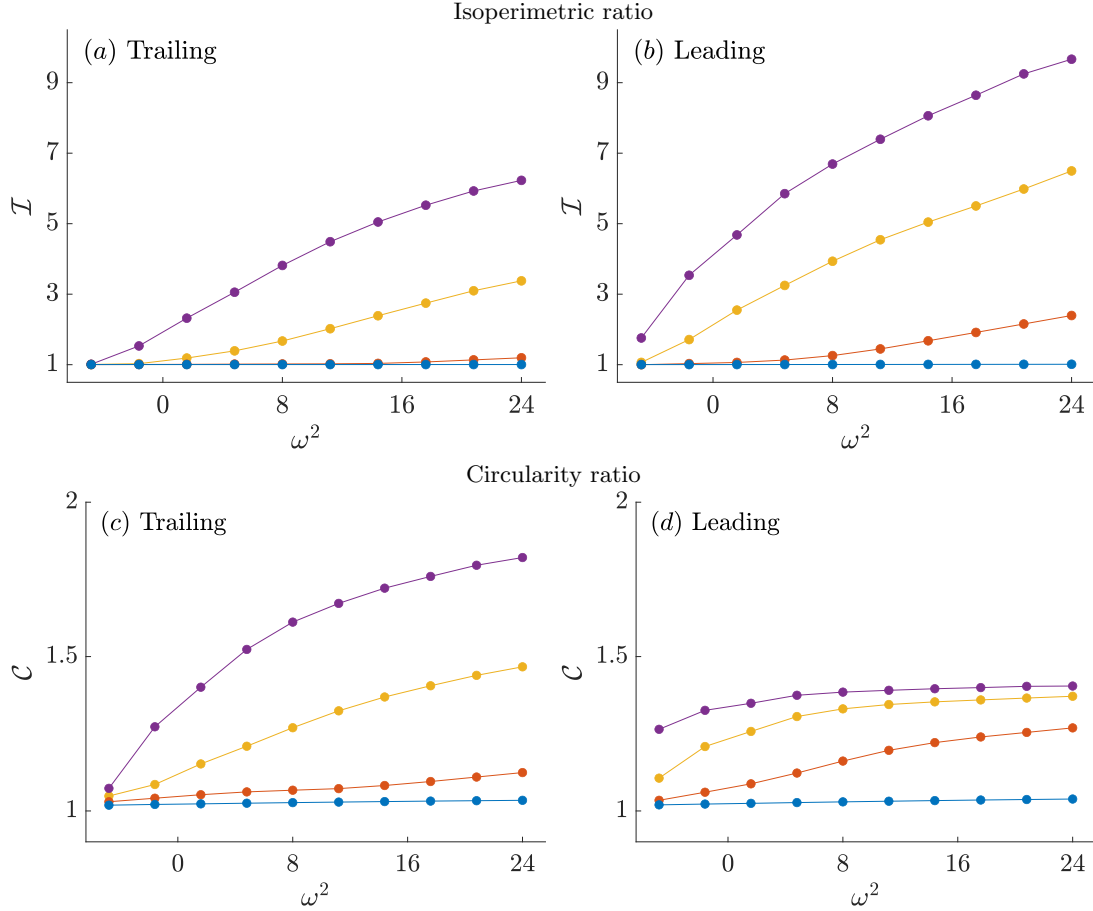 Isoperimetric ratio
(a) Trailing
(b) Leading
9
7
5
3
1
ℐ
0 8 16 24
ω²
9
7
5
3
1
ℐ
0 8 16 24
ω²
Circularity ratio
(c) Trailing
(d) Leading
2
1.5
1
𝒞
0 8 16 24
ω²
2
1.5
1
𝒞
0 8 16 24
ω²